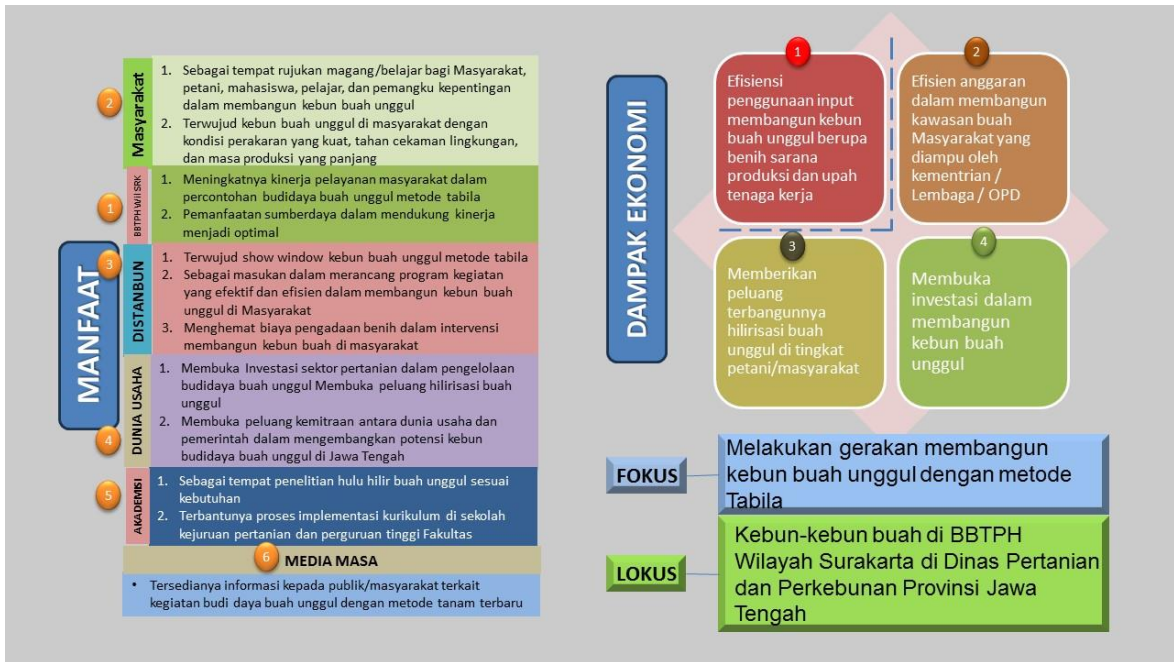 MANFAAT
2
Masyarakat
1. Sebagai tempat rujukan magang/belajar bagi Masyarakat,
petani, mahasiswa, pelajar, dan pemangku kepentingan
dalam membangun kebun buah unggul
2. Terwujud kebun buah unggul di masyarakat dengan
kondisi perakaran yang kuat, tahan cekaman lingkungan,
dan masa produksi yang panjang
1
BBTPH Wil SRK
1. Meningkatnya kinerja pelayanan masyarakat dalam
percontohan budidaya buah unggul metode tabila
2. Pemanfaatan sumberdaya dalam mendukung kinerja
menjadi optimal
3
DISTANBUN
1. Terwujud show window kebun buah unggul metode tabila
2. Sebagai masukan dalam merancang program kegiatan
yang efektif dan efisien dalam membangun kebun buah
unggul di Masyarakat
3. Menghemat biaya pengadaan benih dalam intervensi
membangun kebun buah di masyarakat
4
DUNIA USAHA
1. Membuka Investasi sektor pertanian dalam pengelolaan
budidaya buah unggul Membuka peluang hilirisasi buah
unggul
2. Membuka peluang kemitraan antara dunia usaha dan
pemerintah dalam mengembangkan potensi kebun
budidaya buah unggul di Jawa Tengah
5
AKADEMISI
1. Sebagai tempat penelitian hulu hilir buah unggul sesuai
kebutuhan
2. Terbantunya proses implementasi kurikulum di sekolah
kejuruan pertanian dan perguruan tinggi Fakultas
6
MEDIA MASA
• Tersedianya informasi kepada publik/masyarakat terkait
kegiatan budi daya buah unggul dengan metode tanam terbaru
DAMPAK EKONOMI
1
Efisiensi
penggunaan input
membangun kebun
buah unggul berupa
benih sarana
produksi dan upah
tenaga kerja
2
Efisien anggaran
dalam membangun
kawasan buah
Masyarakat yang
diampu oleh
kementrian /
Lembaga / OPD
3
Memberikan
peluang
terbangunnya
hilirisasi buah
unggul di tingkat
petani/masyarakat
4
Membuka
investasi dalam
membangun
kebun buah
unggul
FOKUS
Melakukan gerakan membangun
kebun buah unggul dengan metode
Tabila
LOKUS
Kebun-kebun buah di BBTPH
Wilayah Surakarta di Dinas Pertanian
dan Perkebunan Provinsi Jawa
Tengah